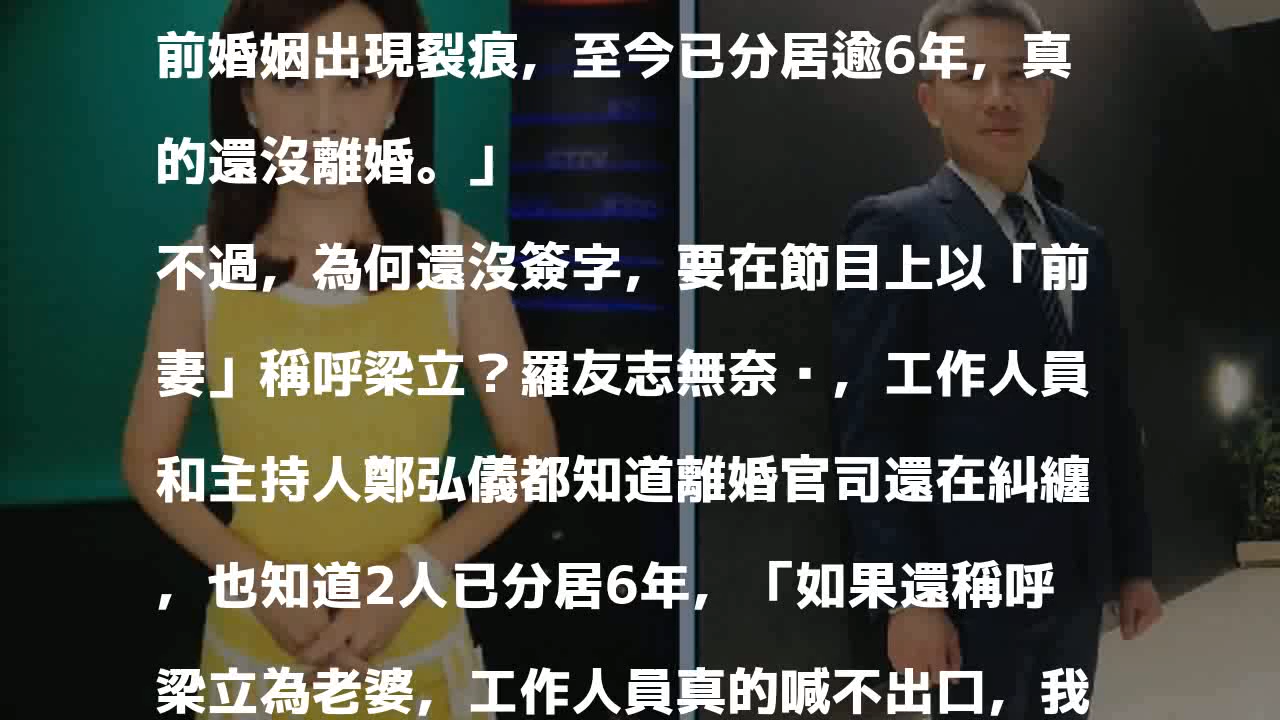 前婚姻出現裂痕，至今已分居逾6年，真
的還沒離婚。」
不過，為何還沒簽字，要在節目上以「前
妻」稱呼梁立？羅友志無奈·，工作人員
和主持人鄭弘儀都知道離婚官司還在糾纏
，也知道2人已分居6年，「如果還稱呼
梁立為老婆，工作人員真的喊不出口，我